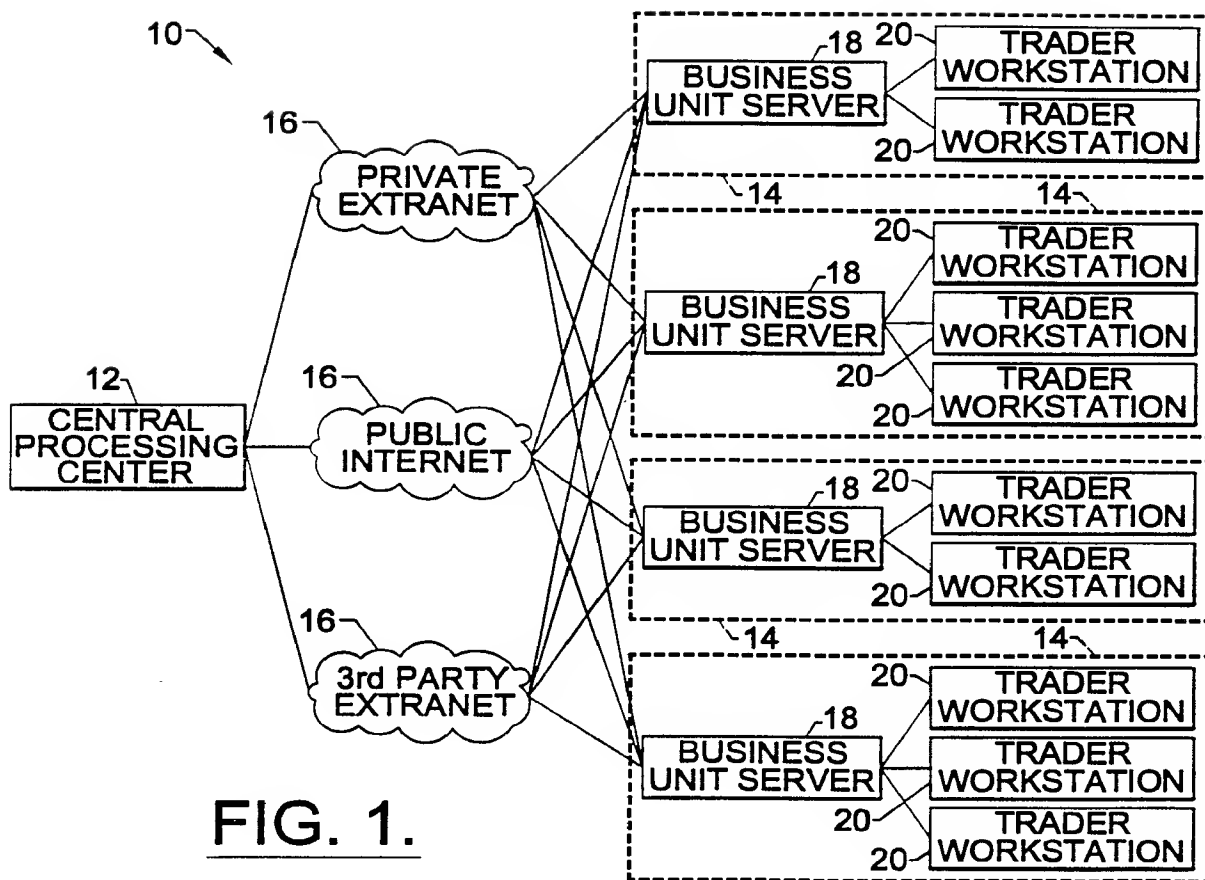 10
16
PRIVATE
EXTRANET
12
CENTRAL
PROCESSING
CENTER
16
PUBLIC
INTERNET
16
3rd PARTY
EXTRANET
18
BUSINESS
UNIT SERVER
20
TRADER
WORKSTATION
TRADER
WORKSTATION
20
14
14
18
BUSINESS
UNIT SERVER
20
TRADER
WORKSTATION
TRADER
WORKSTATION
20
TRADER
WORKSTATION
20
18
BUSINESS
UNIT SERVER
20
TRADER
WORKSTATION
TRADER
WORKSTATION
20
14
14
18
BUSINESS
UNIT SERVER
20
TRADER
WORKSTATION
TRADER
WORKSTATION
20
TRADER
WORKSTATION
20
FIG. 1.